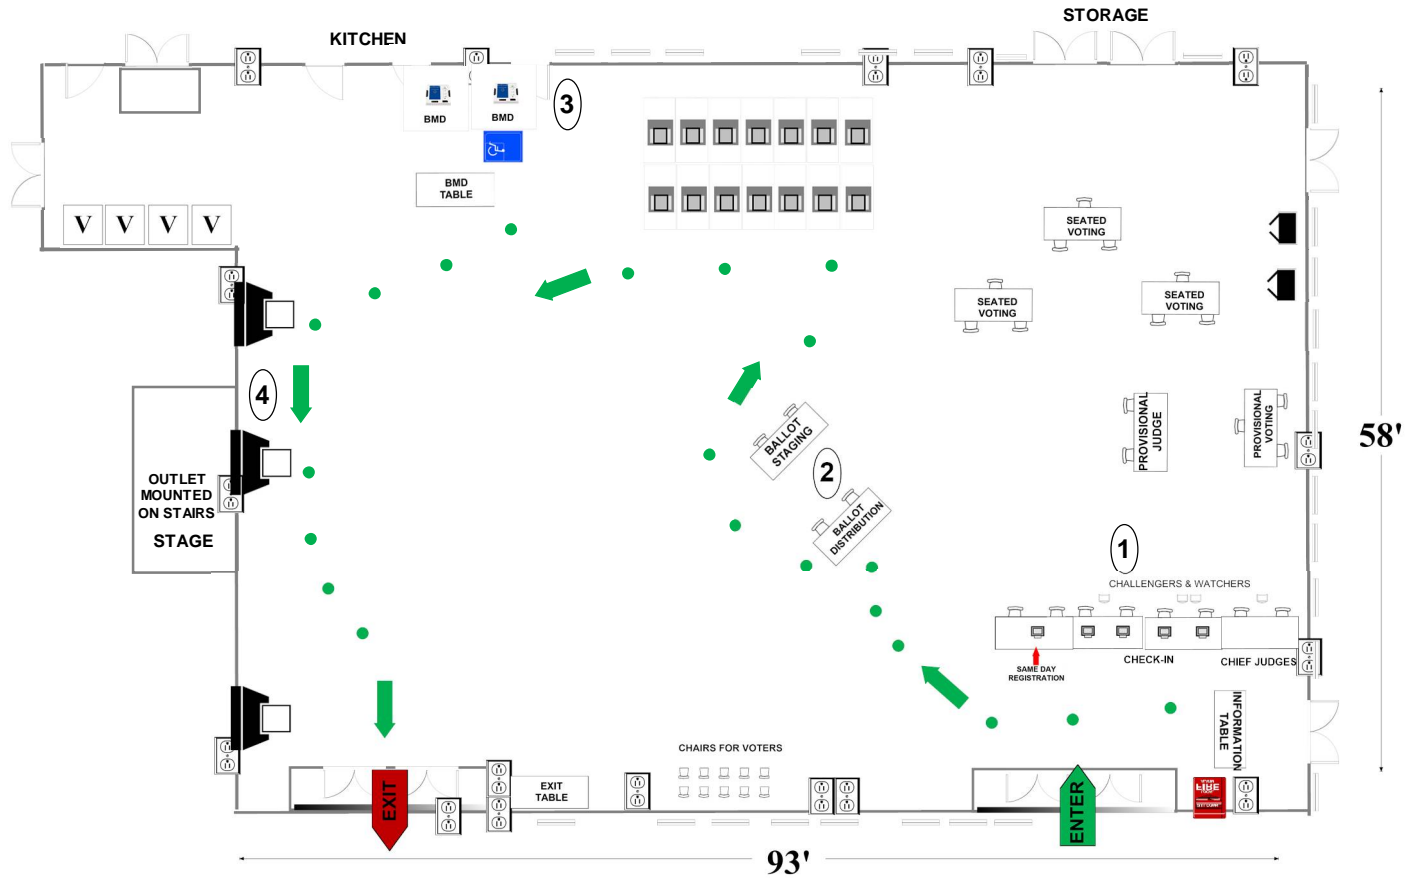 STORAGE
KITCHEN
BMD
BMD
3
BMD
TABLE
V V V V
SEATED
VOTING
SEATED
VOTING
SEATED
VOTING
4
BALLOT
STAGING
2
BALLOT
DISTRIBUTION
PROVISIONAL
JUDGE
PROVISIONAL
VOTING
58'
OUTLET
MOUNTED
ON STAIRS
STAGE
1
CHALLENGERS & WATCHERS
CHECK-IN
CHIEF JUDGES
SAME DAY
REGISTRATION
INFORMATION
TABLE
CHAIRS FOR VOTERS
EXIT
EXIT
TABLE
ENTER
FIRE
93'